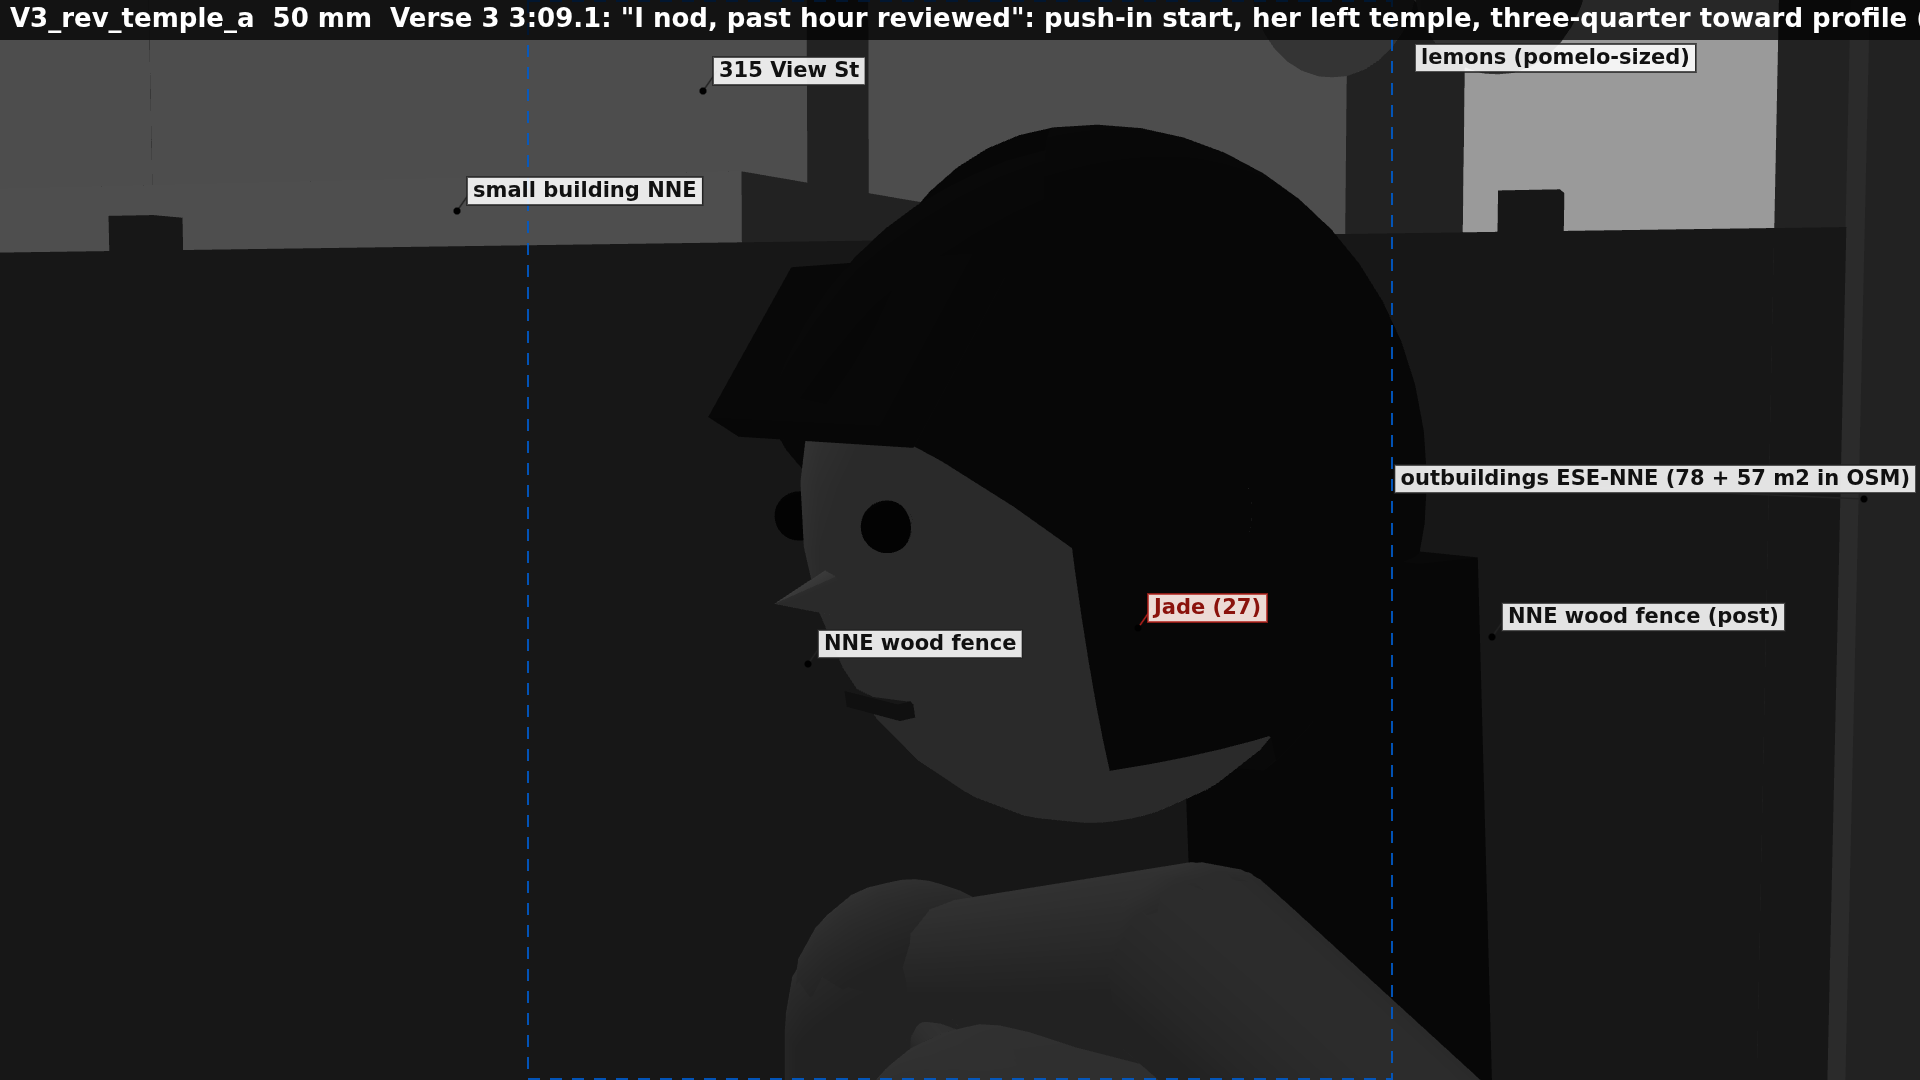 V3_rev_temple_a 50 mm Verse 3 3:09.1: "I nod, past hour reviewed": push-in start, her left temple, three-quarter toward profile (
lemons (pomelo-sized)
315 View St
small building NNE
outbuildings ESE-NNE (78 + 57 m2 in OSM)
Jade (27)
NNE wood fence (post)
NNE wood fence